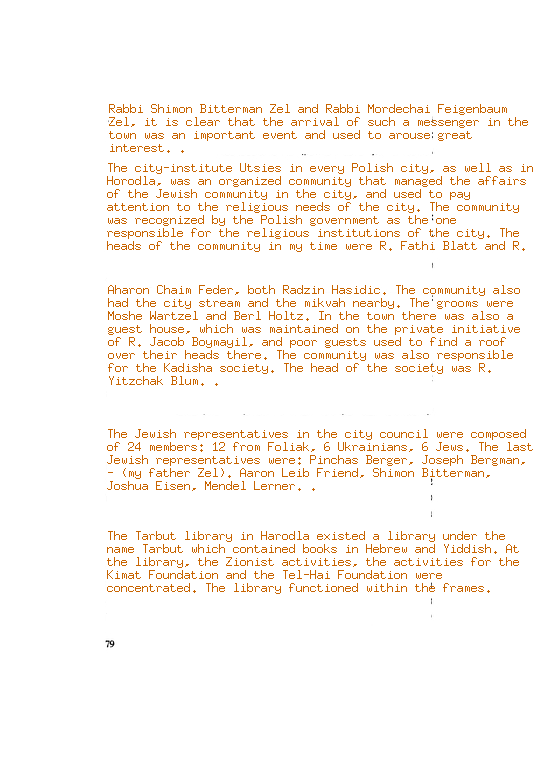 Rabbi Shimon Bitterman Zel and Rabbi Mordechai Feigenbaum
Zel, it is clear that the arrival of such a messenger in the
town was an important event and used to arouse great
interest. .
The city-institute Utsies in every Polish city, as well as in
Horodla, was an organized community that managed the affairs
of the Jewish community in the city, and used to pay
attention to the religious needs of the city. The community
was recognized by the Polish government as the one
responsible for the religious institutions of the city. The
heads of the community in my time were R. Fathi Blatt and R.
Aharon Chaim Feder, both Radzin Hasidic. The community also
had the city stream and the mikvah nearby. The grooms were
Moshe Wartzel and Berl Holtz. In the town there was also a
guest house, which was maintained on the private initiative
of R. Jacob Boymayil, and poor guests used to find a roof
over their heads there. The community was also responsible
for the Kadisha society. The head of the society was R.
Yitzchak Blum. .
The Jewish representatives in the city council were composed
of 24 members: 12 from Foliak, 6 Ukrainians, 6 Jews. The last
Jewish representatives were: Pinchas Berger, Joseph Bergman,
- (my father Zel). Aaron Leib Friend, Shimon Bitterman,
Joshua Eisen, Mendel Lerner. .
The Tarbut library in Harodla existed a library under the
name Tarbut which contained books in Hebrew and Yiddish. At
the library, the Zionist activities, the activities for the
Kimat Foundation and the Tel-Hai Foundation were
concentrated. The library functioned within the frames.
79